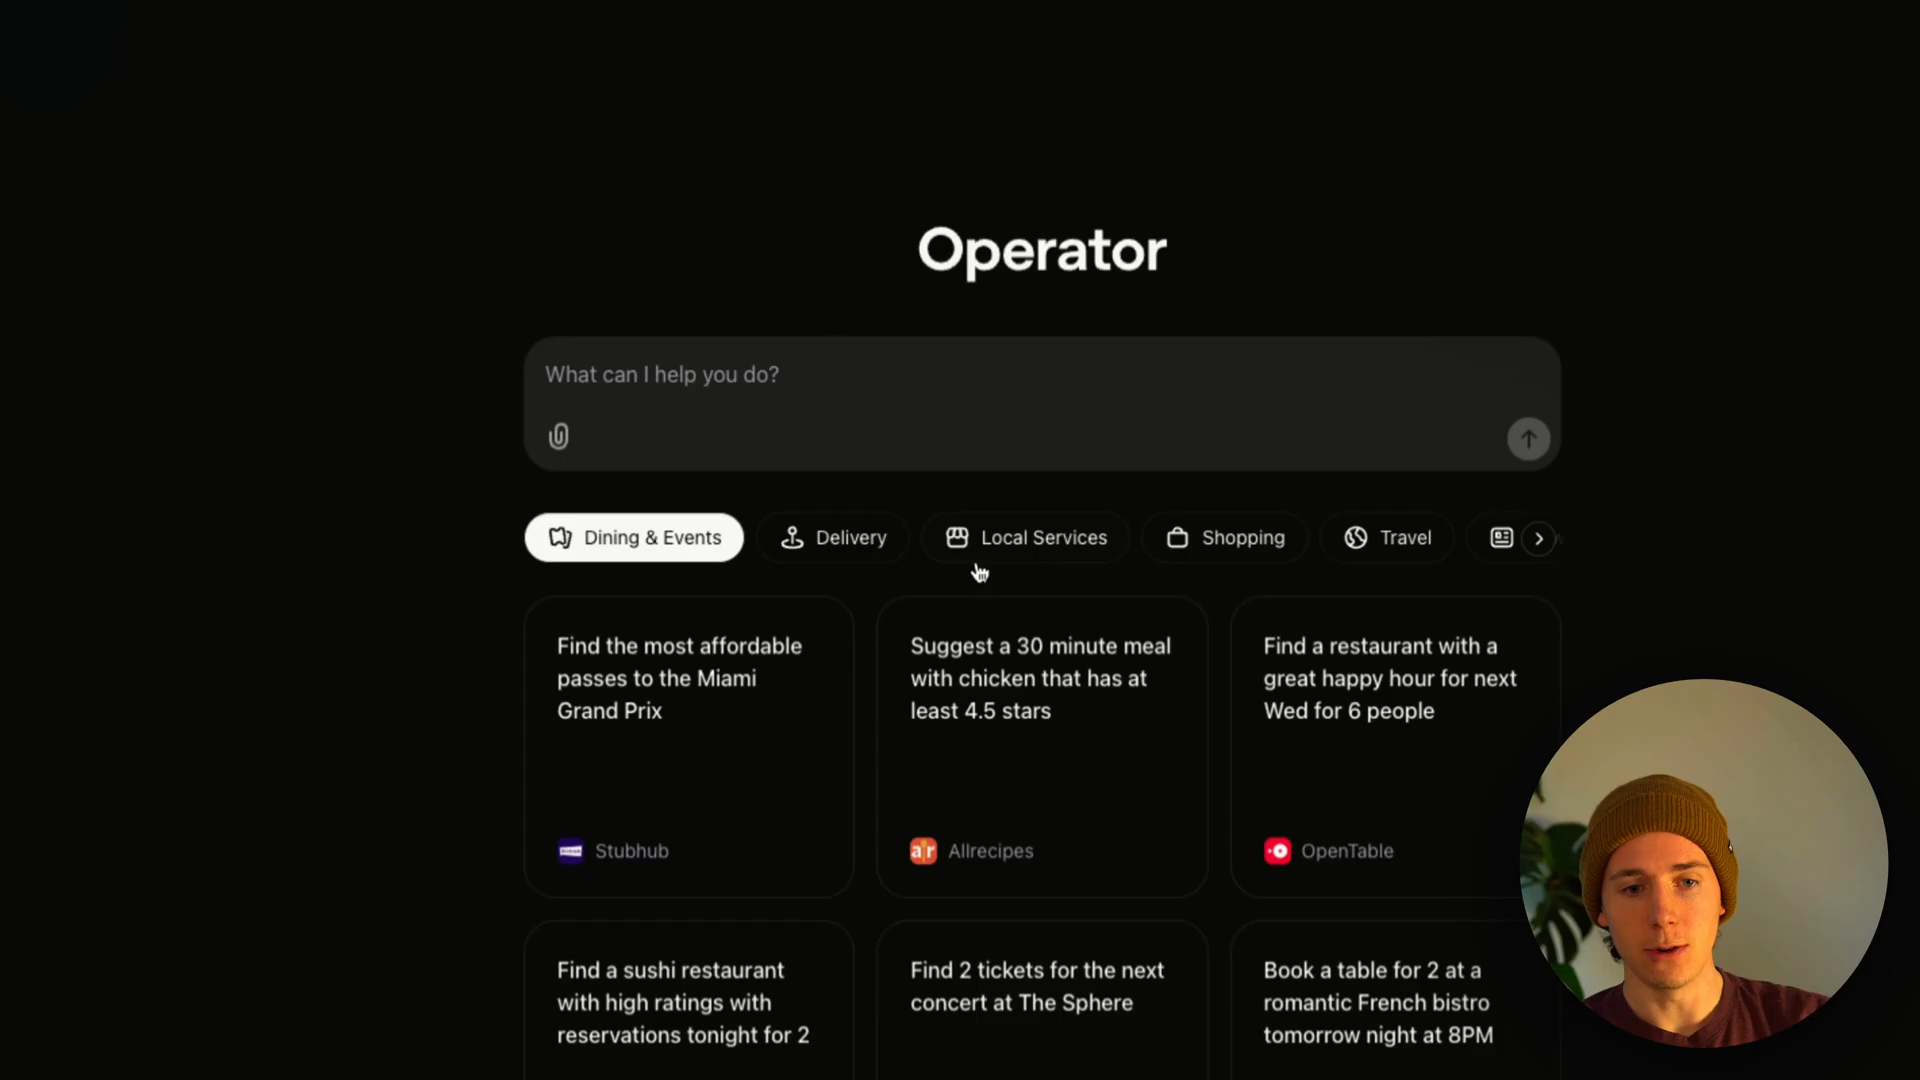 Operator
What can I help you do?
Dining & Events
Delivery
Local Services
Shopping
Travel
Find the most affordable
passes to the Miami
Grand Prix
Stubhub
Suggest a 30 minute meal
with chicken that has at
least 4.5 stars
ar
Allrecipes
Find a restaurant with a
great happy hour for next
Wed for 6 people
OpenTable
Find a sushi restaurant
with high ratings with
reservations tonight for 2
Find 2 tickets for the next
concert at The Sphere
Book a table for 2 at a
romantic French bistro
tomorrow night at 8PM